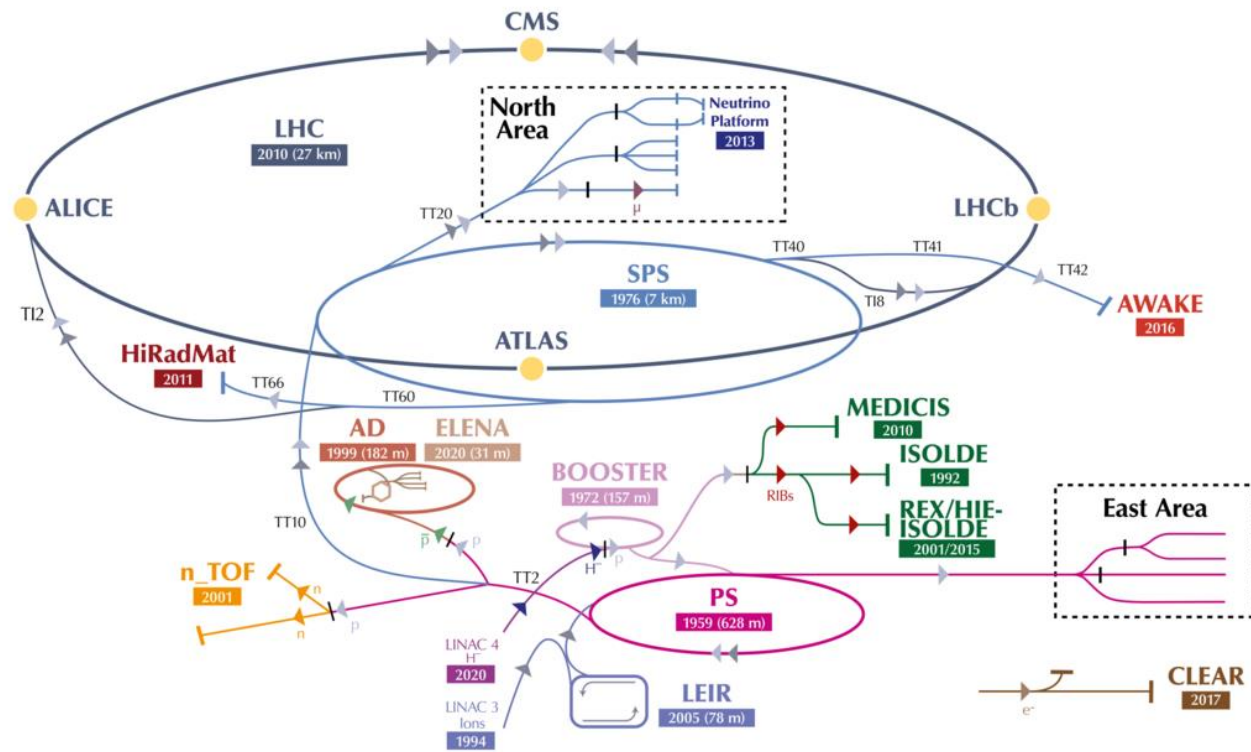 CMS
North
Area
Neutrino
Platform
2013
LHC
2010 (27 km)
ALICE
LHCb
TT20
μ
TT40
TT41
TT42
SPS
1976 (7 km)
TI8
TI2
AWAKE
2016
ATLAS
HiRadMat
2011
TT66
TT60
MEDICIS
2010
AD
1999 (182 m)
ELENA
2020 (31 m)
BOOSTER
1972 (157 m)
ISOLDE
1992
RIBs
REX/HIE-
ISOLDE
2001/2015
East Area
TT10
p̅
p
H⁻
p
TT2
n_TOF
2001
n
n
p
PS
1959 (628 m)
LINAC 4
H⁻
2020
LINAC 3
Ions
1994
LEIR
2005 (78 m)
CLEAR
2017
e⁻